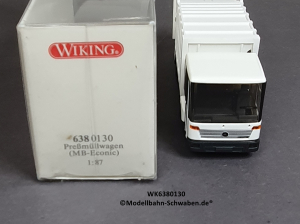 WIKING
638 0130
Preßmüllwagen
(MB-Econic)
1:87
WK6380130
©Modellbahn-Schwaben.de®